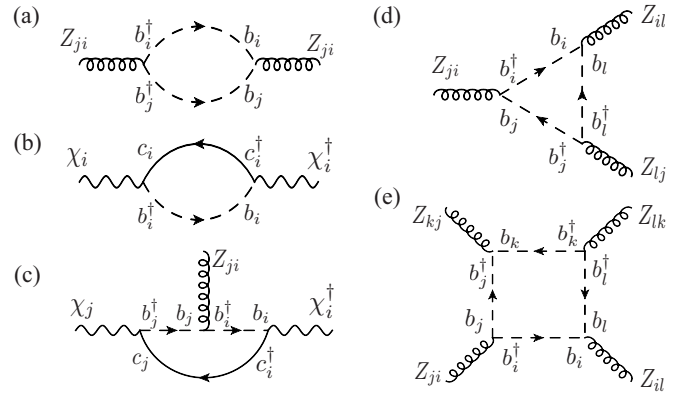 (a)
Z_{ji} b_i^† b_i Z_{ji}
b_j^† b_j
(b)
χ_i c_i c_i^† χ_i^†
b_i^† b_i
(c)
Z_{ji}
χ_j b_j^† b_j b_i^† b_i χ_i^†
c_j c_i^†
(d)
Z_{il}
b_i
Z_{ji} b_i^† b_l
b_j b_l^†
b_j^†
Z_{lj}
(e)
Z_{kj} b_k b_k^† Z_{lk}
b_j^† b_l^†
b_j b_l
Z_{ji} b_i^† b_i Z_{il}